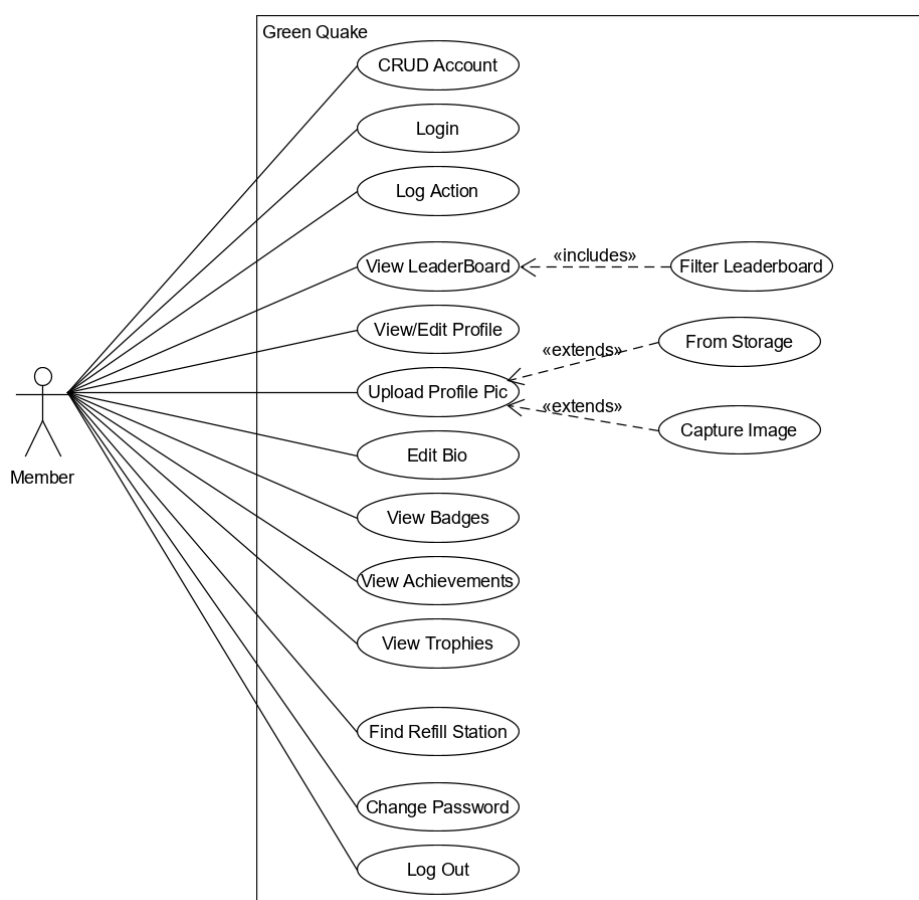 Green Quake
CRUD Account
Login
Log Action
View LeaderBoard
«includes»
Filter Leaderboard
View/Edit Profile
«extends»
From Storage
Upload Profile Pic
«extends»
Capture Image
Edit Bio
Member
View Badges
View Achievements
View Trophies
Find Refill Station
Change Password
Log Out